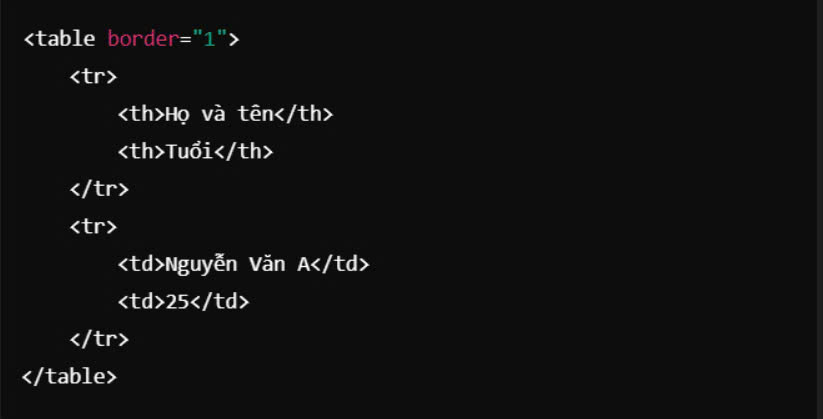 <table border="1">
    <tr>
        <th>Họ và tên</th>
        <th>Tuổi</th>
    </tr>
    <tr>
        <td>Nguyễn Văn A</td>
        <td>25</td>
    </tr>
</table>